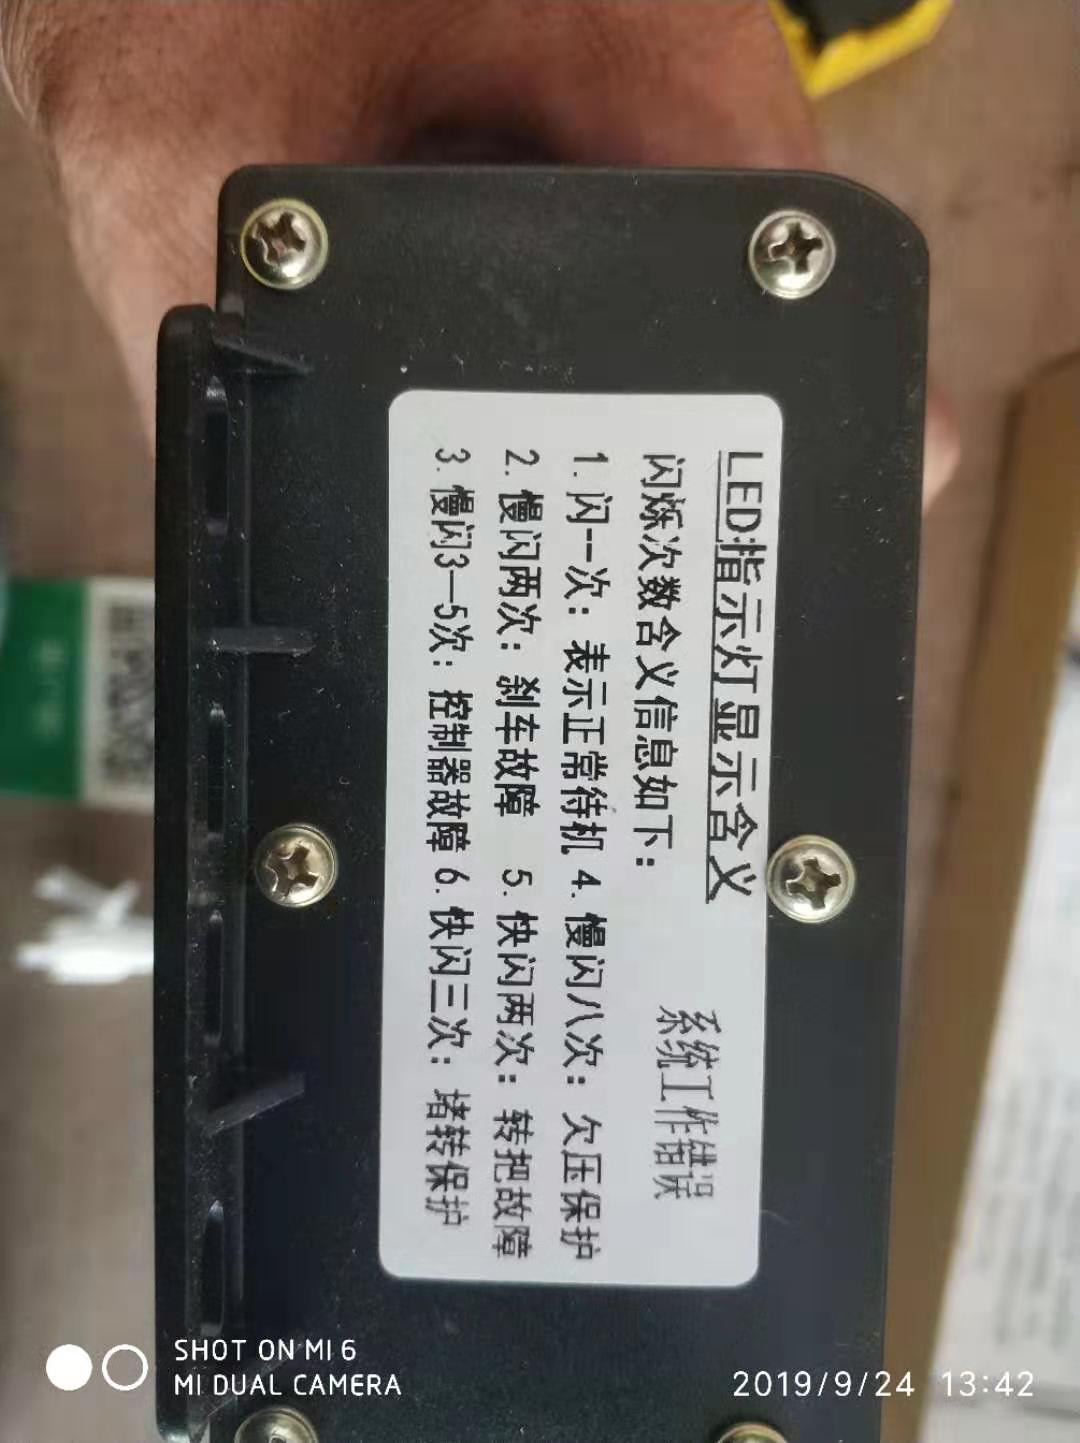 LED指示灯显示含义
系统工作错误
闪烁次数含义信息如下：
1. 闪一次：表示正常待机 4. 慢闪八次：欠压保护
2. 慢闪两次：刹车故障 5. 快闪两次：转把故障
3. 慢闪3—5次：控制器故障 6. 快闪三次：堵转保护
SHOT ON MI 6
MI DUAL CAMERA
2019/9/24 13:42